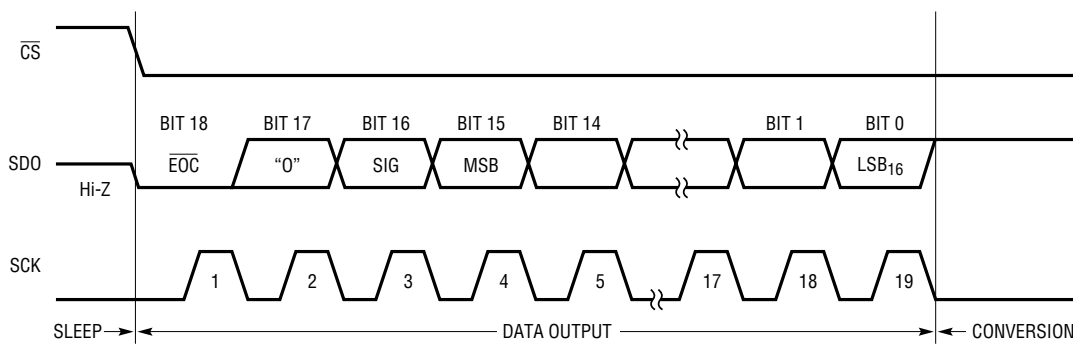 CS
BIT 18 BIT 17 BIT 16 BIT 15 BIT 14 BIT 1 BIT 0
SDO EOC "0" SIG MSB LSB16
Hi-Z
SCK 1 2 3 4 5 17 18 19
SLEEP DATA OUTPUT CONVERSION